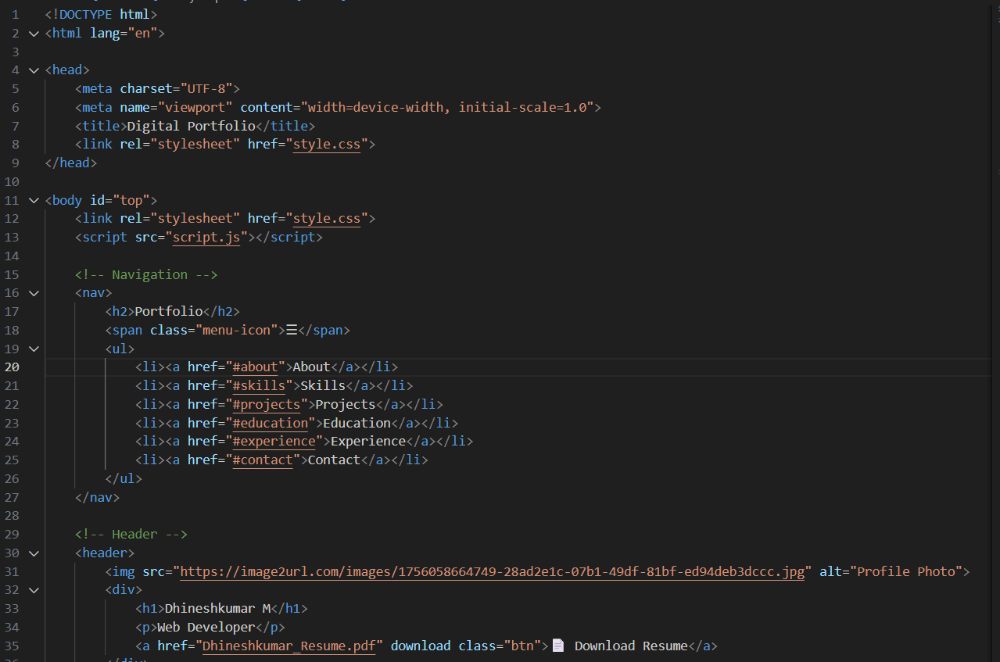 1 <!DOCTYPE html>
2 <html lang="en">
3
4 <head>
5 <meta charset="UTF-8">
6 <meta name="viewport" content="width=device-width, initial-scale=1.0">
7 <title>Digital Portfolio</title>
8 <link rel="stylesheet" href="style.css">
9 </head>
10
11 <body id="top">
12 <link rel="stylesheet" href="style.css">
13 <script src="script.js"></script>
14
15 <!-- Navigation -->
16 <nav>
17 <h2>Portfolio</h2>
18 <span class="menu-icon">☰</span>
19 <ul>
20 <li><a href="#about">About</a></li>
21 <li><a href="#skills">Skills</a></li>
22 <li><a href="#projects">Projects</a></li>
23 <li><a href="#education">Education</a></li>
24 <li><a href="#experience">Experience</a></li>
25 <li><a href="#contact">Contact</a></li>
26 </ul>
27 </nav>
28
29 <!-- Header -->
30 <header>
31 <img src="https://image2url.com/images/1756058664749-28ad2e1c-07b1-49df-81bf-ed94deb3dccc.jpg" alt="Profile Photo">
32 <div>
33 <h1>Dhineshkumar M</h1>
34 <p>Web Developer</p>
35 <a href="Dhineshkumar_Resume.pdf" download class="btn">📄 Download Resume</a>